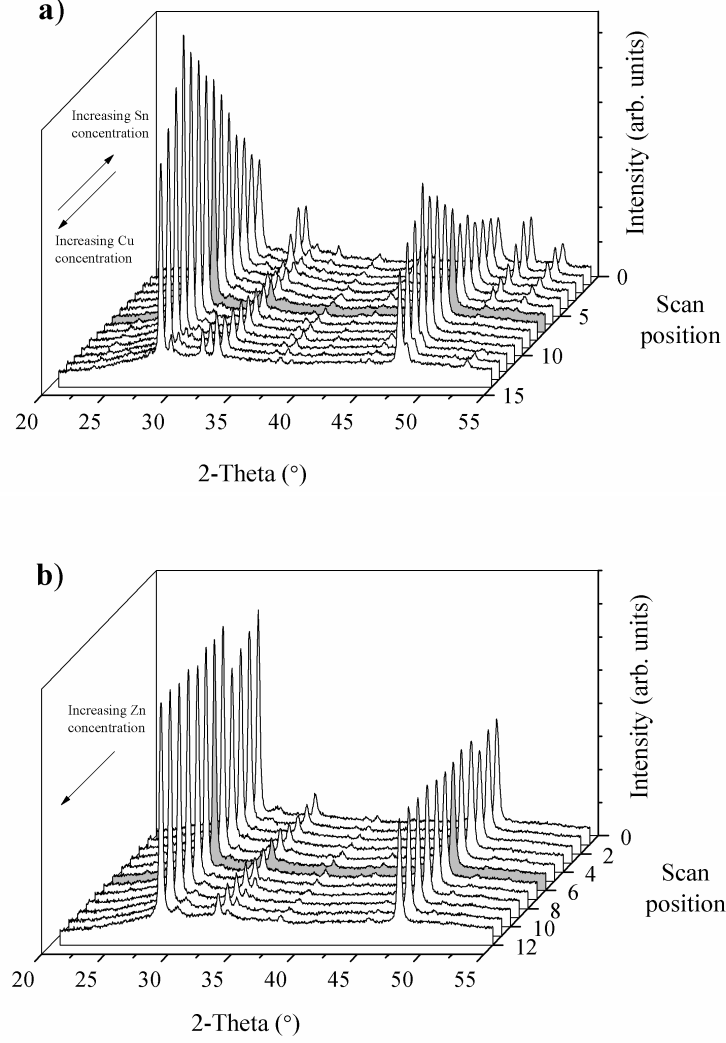 a)
Increasing Sn
concentration
Increasing Cu
concentration
Intensity (arb. units)
0
5
10
15
Scan
position
20 25 30 35 40 45 50 55
2-Theta (°)
b)
Increasing Zn
concentration
Intensity (arb. units)
0
2
4
6
8
10
12
Scan
position
20 25 30 35 40 45 50 55
2-Theta (°)